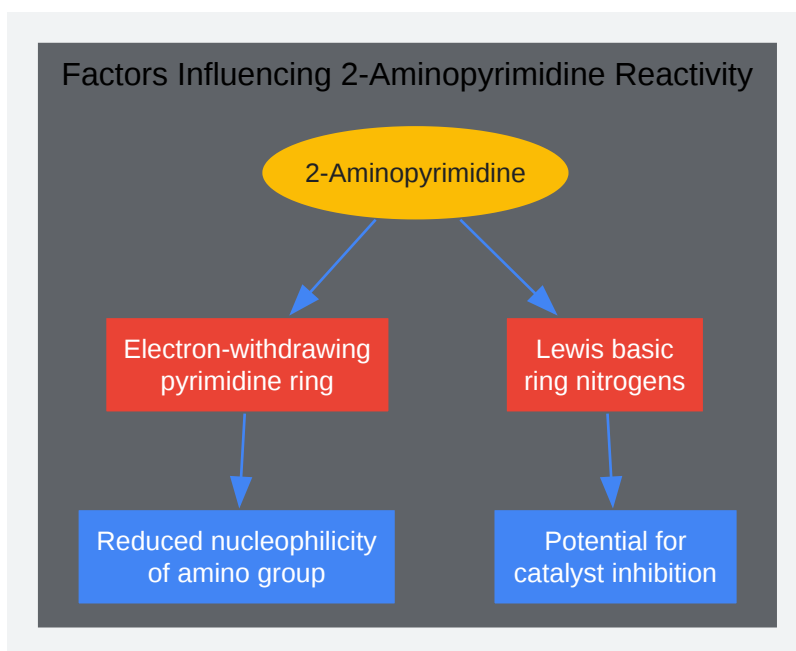 Factors Influencing 2-Aminopyrimidine Reactivity
2-Aminopyrimidine
Electron-withdrawing
pyrimidine ring
Lewis basic
ring nitrogens
Reduced nucleophilicity
of amino group
Potential for
catalyst inhibition